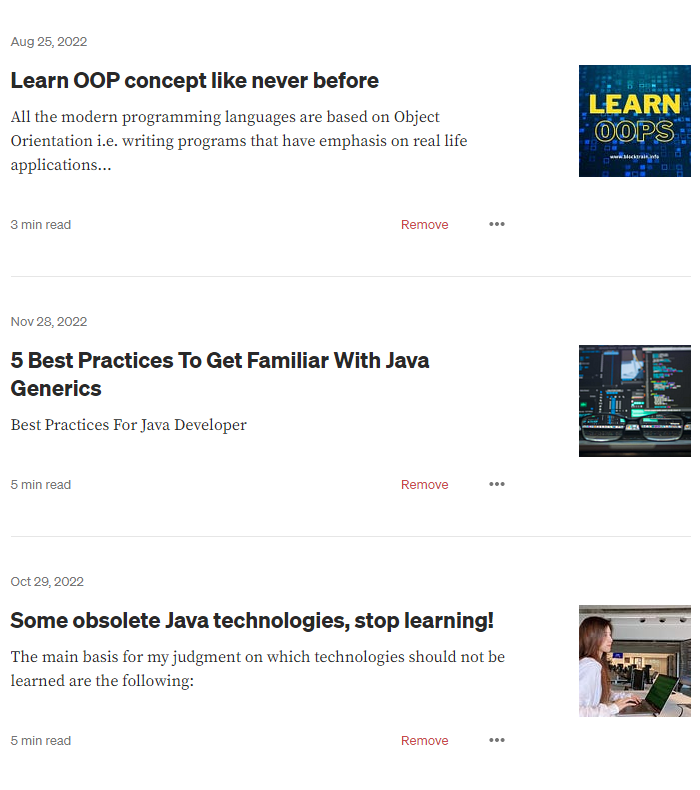 Aug 25, 2022
Learn OOP concept like never before
All the modern programming languages are based on Object
Orientation i.e. writing programs that have emphasis on real life
applications...
LEARN
OOPS
www.blocktrain.info
3 min read
Remove
Nov 28, 2022
5 Best Practices To Get Familiar With Java
Generics
Best Practices For Java Developer
5 min read
Remove
Oct 29, 2022
Some obsolete Java technologies, stop learning!
The main basis for my judgment on which technologies should not be
learned are the following:
5 min read
Remove